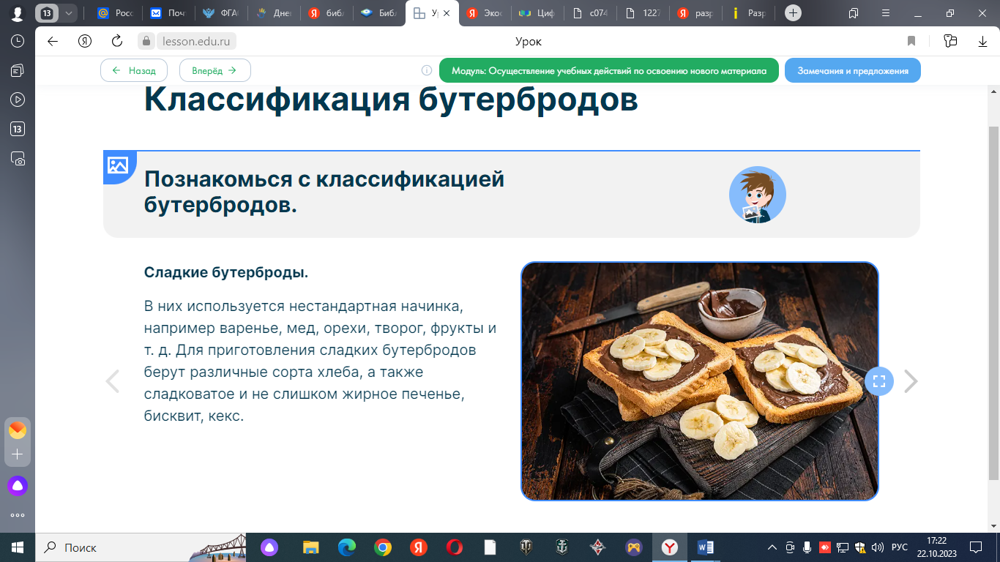 13
Росс
Почт
ФГА
Днев
библ
Библ
Ур
Экос
Циф
c074
1227
разр
Разр
lesson.edu.ru
Урок
Назад
Вперёд
Модуль: Осуществление учебных действий по освоению нового материала
Замечания и предложения
Классификация бутербродов
13
Познакомься с классификацией
бутербродов.
Сладкие бутерброды.
В них используется нестандартная начинка,
например варенье, мед, орехи, творог, фрукты и
т. д. Для приготовления сладких бутербродов
берут различные сорта хлеба, а также
сладковатое и не слишком жирное печенье,
бисквит, кекс.
Поиск
РУС
17:22
22.10.2023